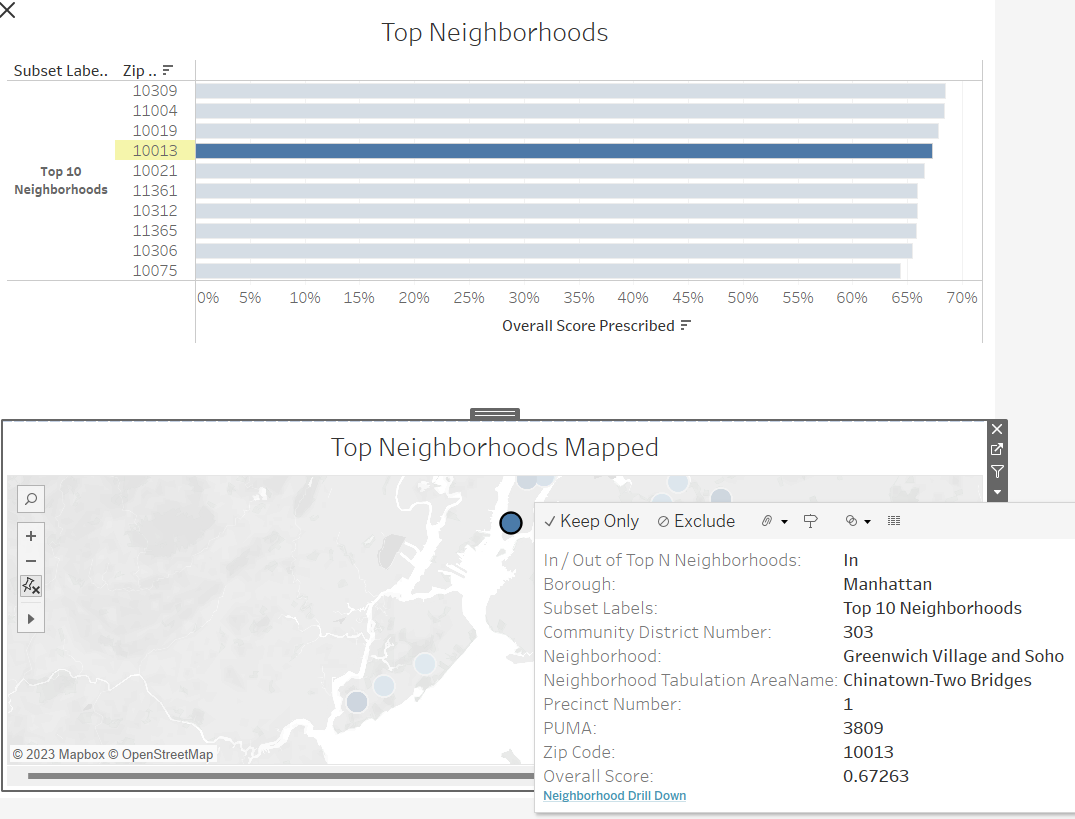 Top Neighborhoods
Subset Labe.. Zip ..
10309
11004
10019
10013
10021
11361
10312
11365
10306
10075
Top 10
Neighborhoods
0% 5% 10% 15% 20% 25% 30% 35% 40% 45% 50% 55% 60% 65% 70%
Overall Score Prescribed
Top Neighborhoods Mapped
Keep Only Exclude
In / Out of Top N Neighborhoods: In
Borough: Manhattan
Subset Labels: Top 10 Neighborhoods
Community District Number: 303
Neighborhood: Greenwich Village and Soho
Neighborhood Tabulation AreaName: Chinatown-Two Bridges
Precinct Number: 1
PUMA: 3809
Zip Code: 10013
Overall Score: 0.67263
Neighborhood Drill Down
© 2023 Mapbox © OpenStreetMap